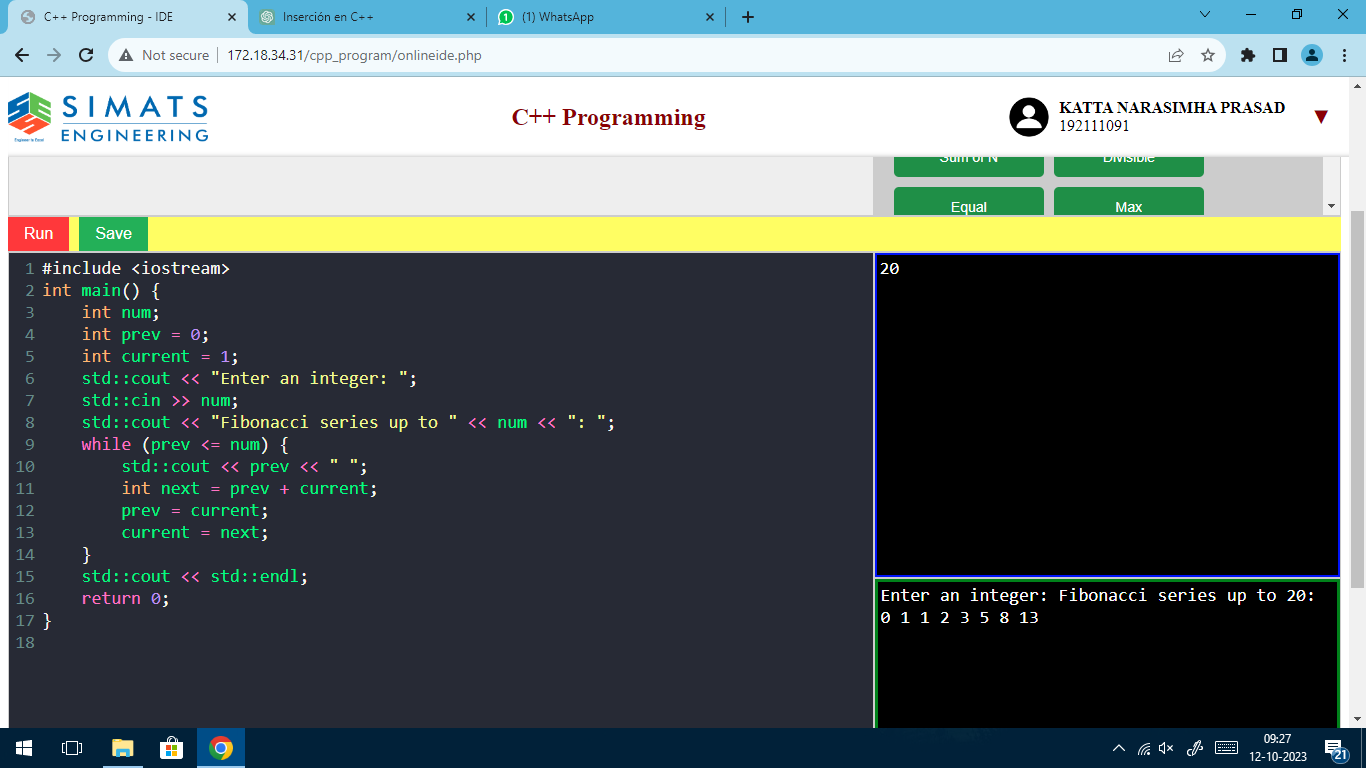 C++ Programming - IDE
Inserción en C++
(1) WhatsApp
Not secure
172.18.34.31/cpp_program/onlineide.php
SIMATS
ENGINEERING
C++ Programming
KATTA NARASIMHA PRASAD
192111091
Sum of N
Divisible
Equal
Max
Run
Save
1 #include <iostream>
2 int main() {
3     int num;
4     int prev = 0;
5     int current = 1;
6     std::cout << "Enter an integer: ";
7     std::cin >> num;
8     std::cout << "Fibonacci series up to " << num << ": ";
9     while (prev <= num) {
10         std::cout << prev << " ";
11         int next = prev + current;
12         prev = current;
13         current = next;
14     }
15     std::cout << std::endl;
16     return 0;
17 }
18
20
Enter an integer: Fibonacci series up to 20:
0 1 1 2 3 5 8 13
09:27
12-10-2023
21